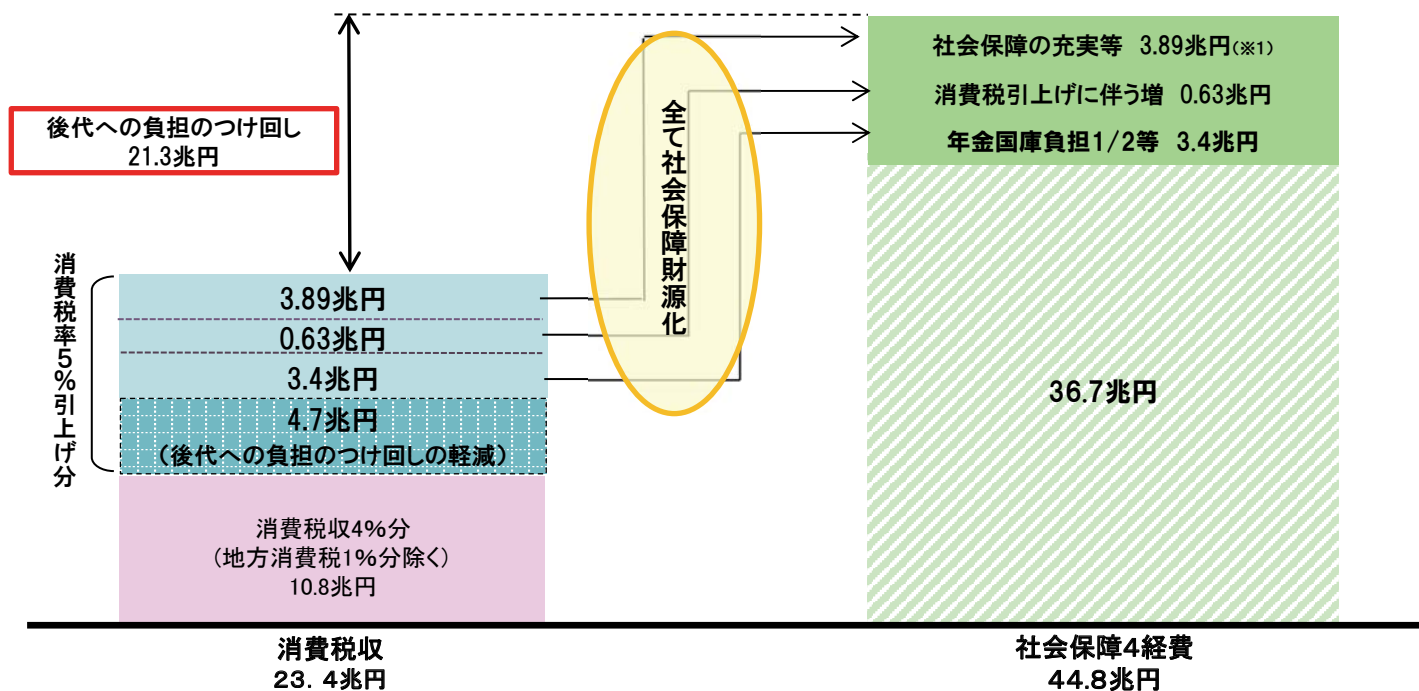 社会保障の充実等 3.89兆円(※1)
消費税引上げに伴う増 0.63兆円
年金国庫負担1/2等 3.4兆円
後代への負担のつけ回し
21.3兆円
全て社会保障財源化
消費税率5%引上げ分
3.89兆円
0.63兆円
3.4兆円
4.7兆円
(後代への負担のつけ回しの軽減)
36.7兆円
消費税収4%分
(地方消費税1%分除く)
10.8兆円
消費税収
23.4兆円
社会保障4経費
44.8兆円